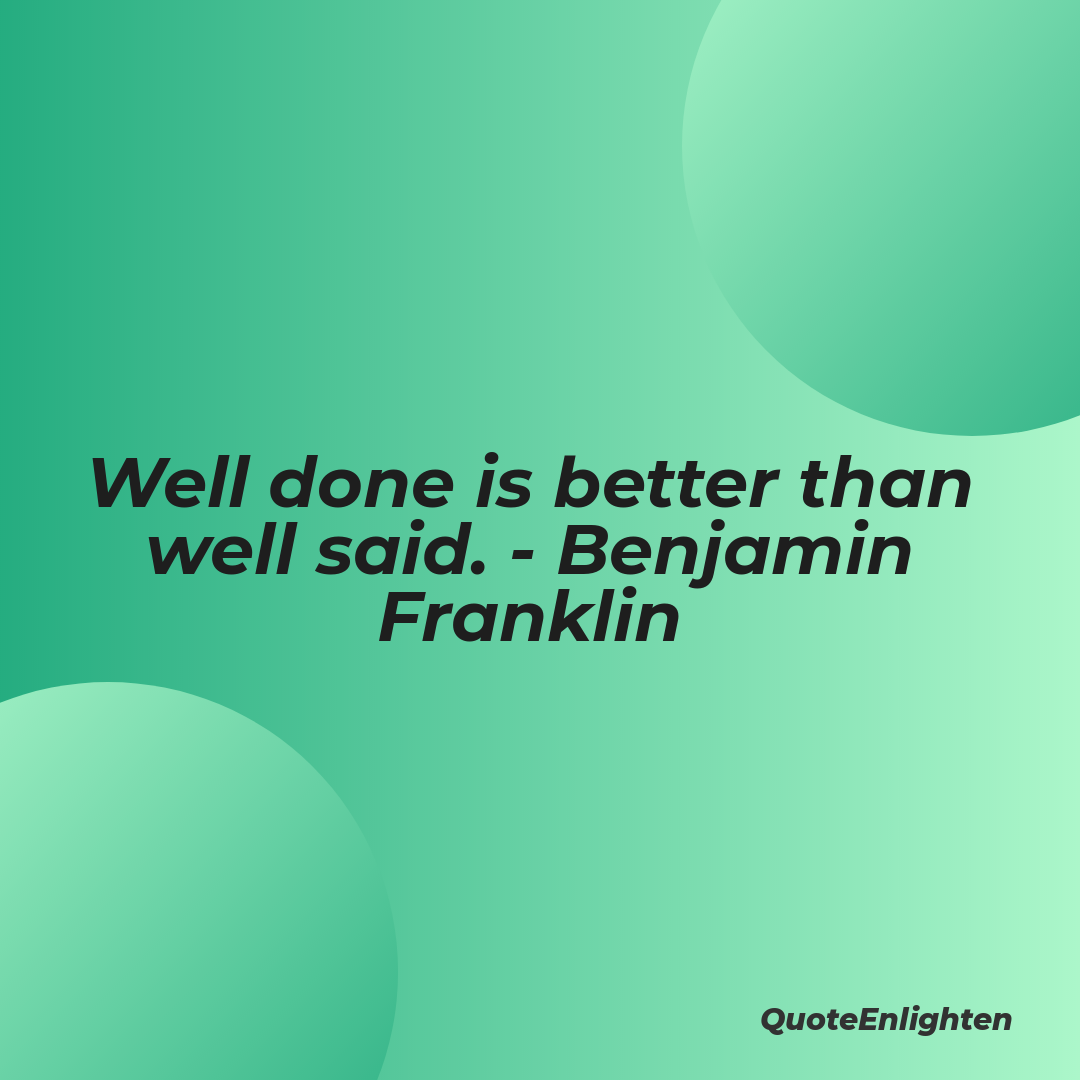 Well done is better than
well said. - Benjamin
Franklin
QuoteEnlighten